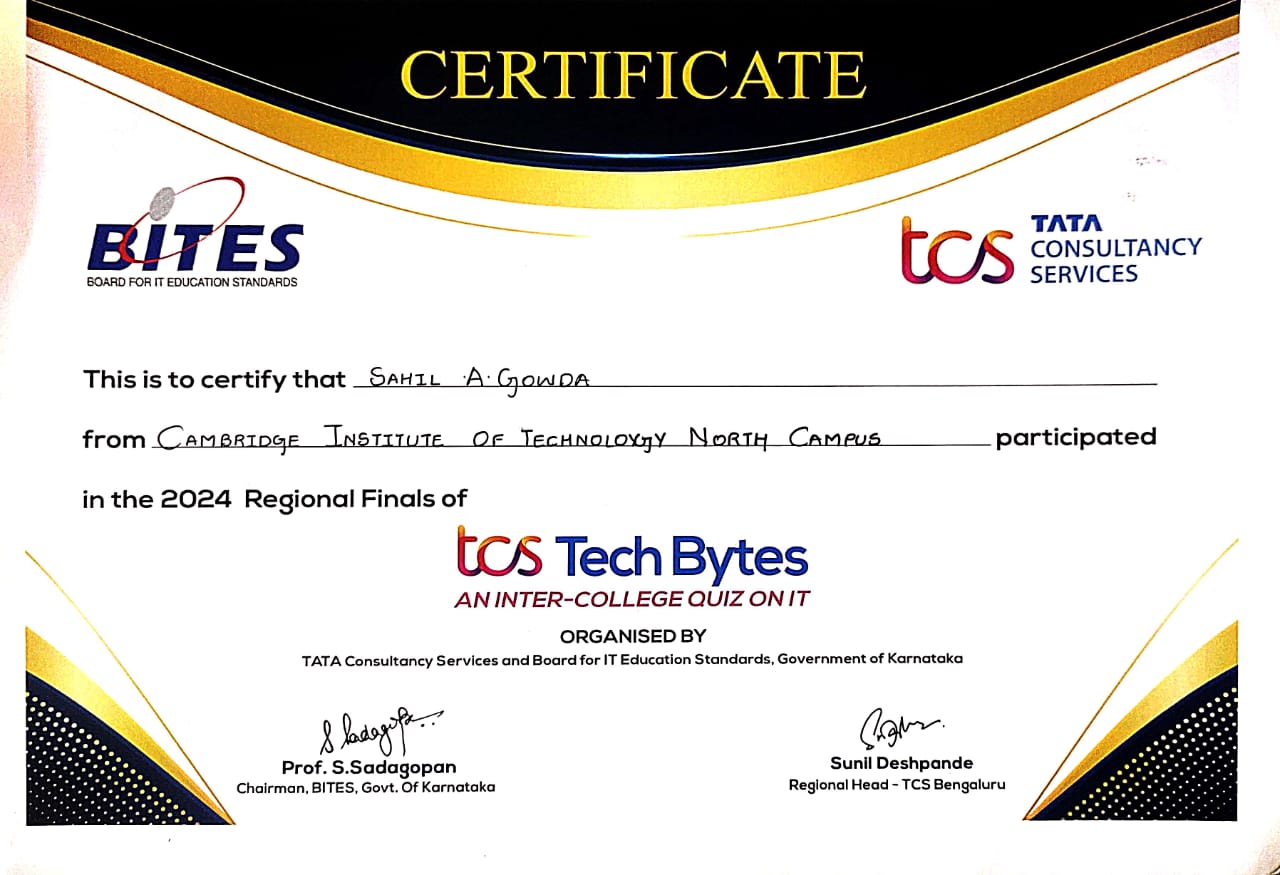 CERTIFICATE
BITES
BOARD FOR IT EDUCATION STANDARDS
tcs TATA
CONSULTANCY
SERVICES
This is to certify that SAHIL A. GOWDA
from CAMBRIDGE INSTITUTE OF TECHNOLOGY NORTH CAMPUS participated
in the 2024 Regional Finals of
tcs Tech Bytes
AN INTER-COLLEGE QUIZ ON IT
ORGANISED BY
TATA Consultancy Services and Board for IT Education Standards, Government of Karnataka
S Sadagopa...
Prof. S.Sadagopan
Chairman, BITES, Govt. Of Karnataka
Sunil Deshpande
Regional Head - TCS Bengaluru